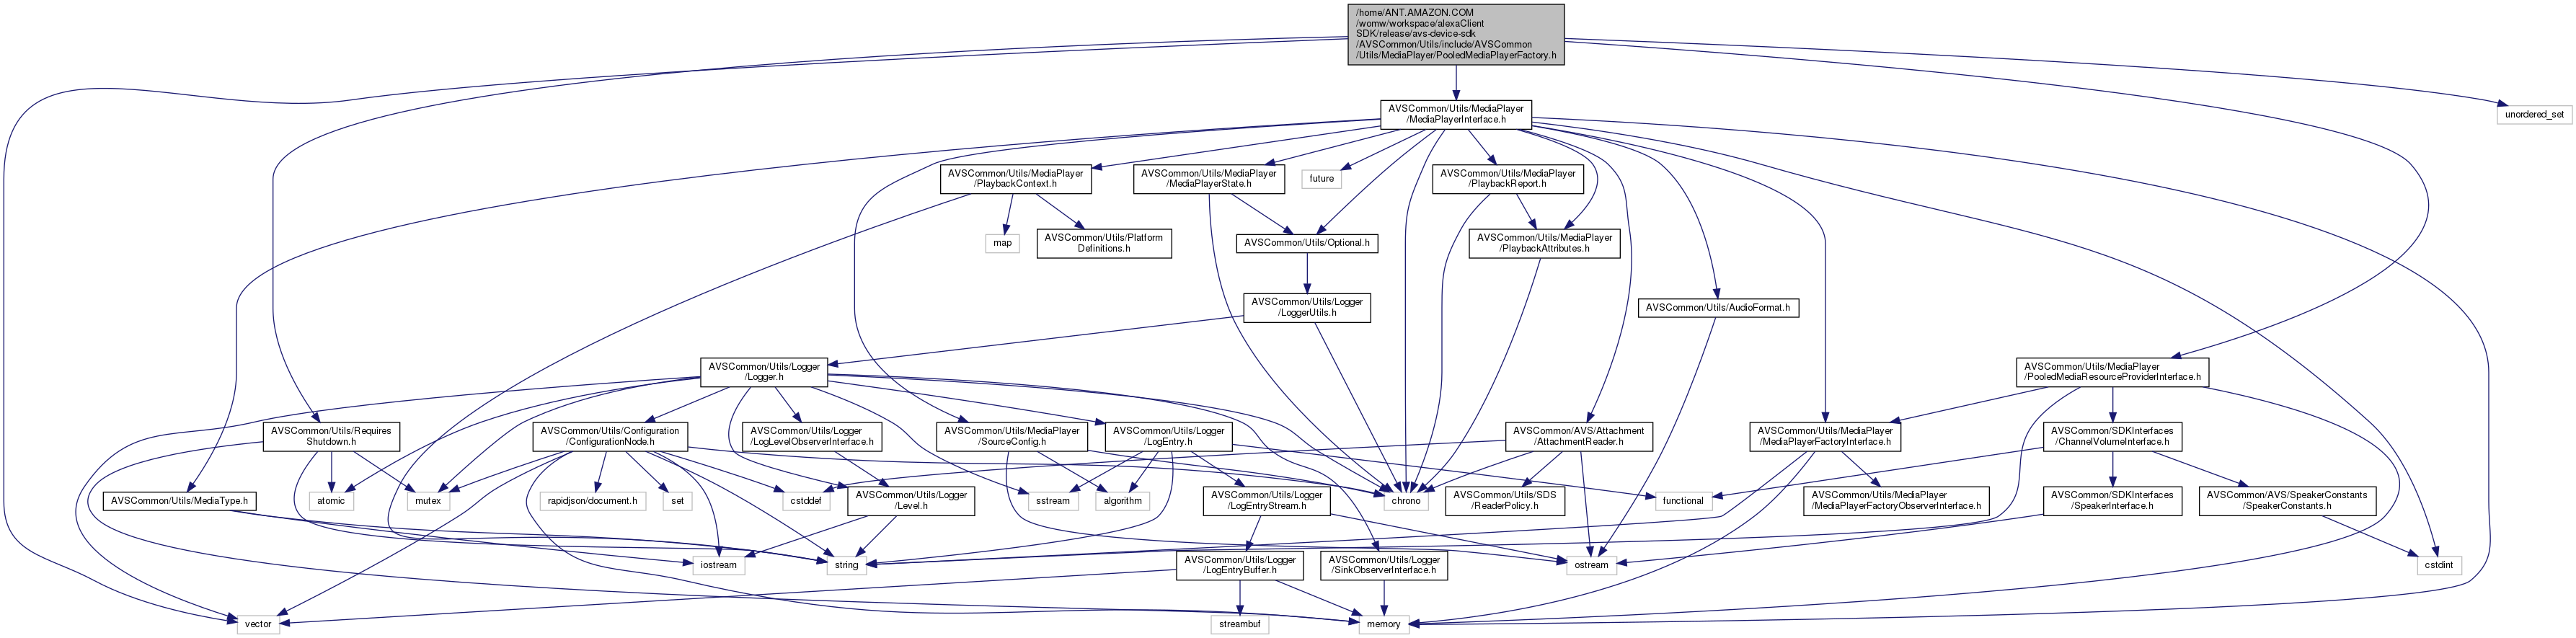 /home/ANT.AMAZON.COM
/womw/workspace/alexaClient
SDK/release/avs-device-sdk
/AVSCommon/Utils/include/AVSCommon
/Utils/MediaPlayer/PooledMediaPlayerFactory.h
AVSCommon/Utils/MediaPlayer
/MediaPlayerInterface.h
unordered_set
AVSCommon/Utils/MediaPlayer
/PlaybackContext.h
AVSCommon/Utils/MediaPlayer
/MediaPlayerState.h
future
AVSCommon/Utils/MediaPlayer
/PlaybackReport.h
map
AVSCommon/Utils/Platform
Definitions.h
AVSCommon/Utils/Optional.h
AVSCommon/Utils/MediaPlayer
/PlaybackAttributes.h
AVSCommon/Utils/Logger
/LoggerUtils.h
AVSCommon/Utils/AudioFormat.h
AVSCommon/Utils/Logger
/Logger.h
AVSCommon/Utils/MediaPlayer
/PooledMediaResourceProviderInterface.h
AVSCommon/Utils/Requires
Shutdown.h
AVSCommon/Utils/Configuration
/ConfigurationNode.h
AVSCommon/Utils/Logger
/LogLevelObserverInterface.h
AVSCommon/Utils/MediaPlayer
/SourceConfig.h
AVSCommon/Utils/Logger
/LogEntry.h
AVSCommon/AVS/Attachment
/AttachmentReader.h
AVSCommon/Utils/MediaPlayer
/MediaPlayerFactoryInterface.h
AVSCommon/SDKInterfaces
/ChannelVolumeInterface.h
AVSCommon/Utils/MediaType.h
atomic
mutex
rapidjson/document.h
set
cstddef
AVSCommon/Utils/Logger
/Level.h
sstream
algorithm
AVSCommon/Utils/Logger
/LogEntryStream.h
chrono
AVSCommon/Utils/SDS
/ReaderPolicy.h
functional
AVSCommon/Utils/MediaPlayer
/MediaPlayerFactoryObserverInterface.h
AVSCommon/SDKInterfaces
/SpeakerInterface.h
AVSCommon/AVS/SpeakerConstants
/SpeakerConstants.h
iostream
string
AVSCommon/Utils/Logger
/LogEntryBuffer.h
AVSCommon/Utils/Logger
/SinkObserverInterface.h
ostream
cstdint
vector
streambuf
memory